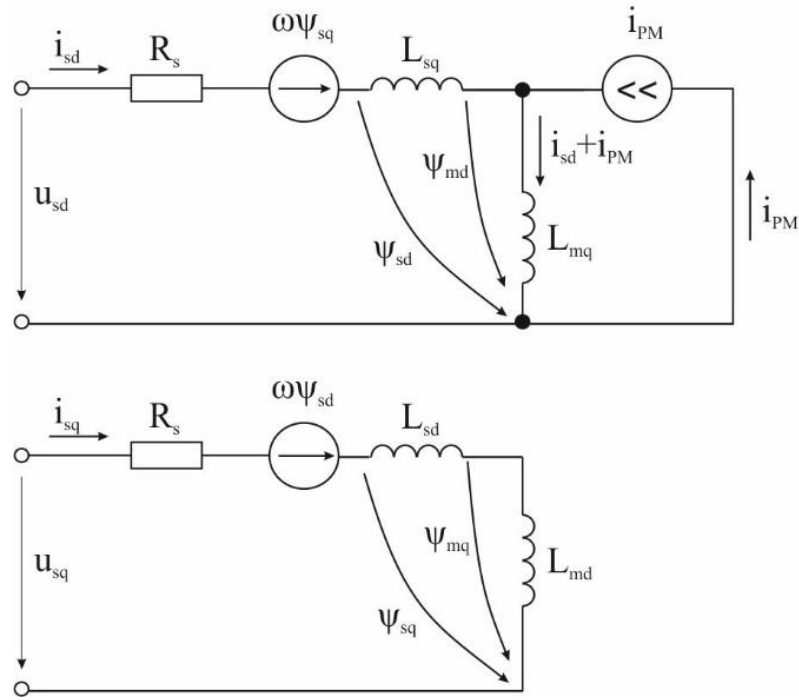 i_sd
R_s
ωψ_sq
L_sq
i_PM
<<
u_sd
ψ_md
ψ_sd
i_sd+i_PM
L_mq
i_PM
i_sq
R_s
ωψ_sd
L_sd
u_sq
ψ_mq
ψ_sq
L_md